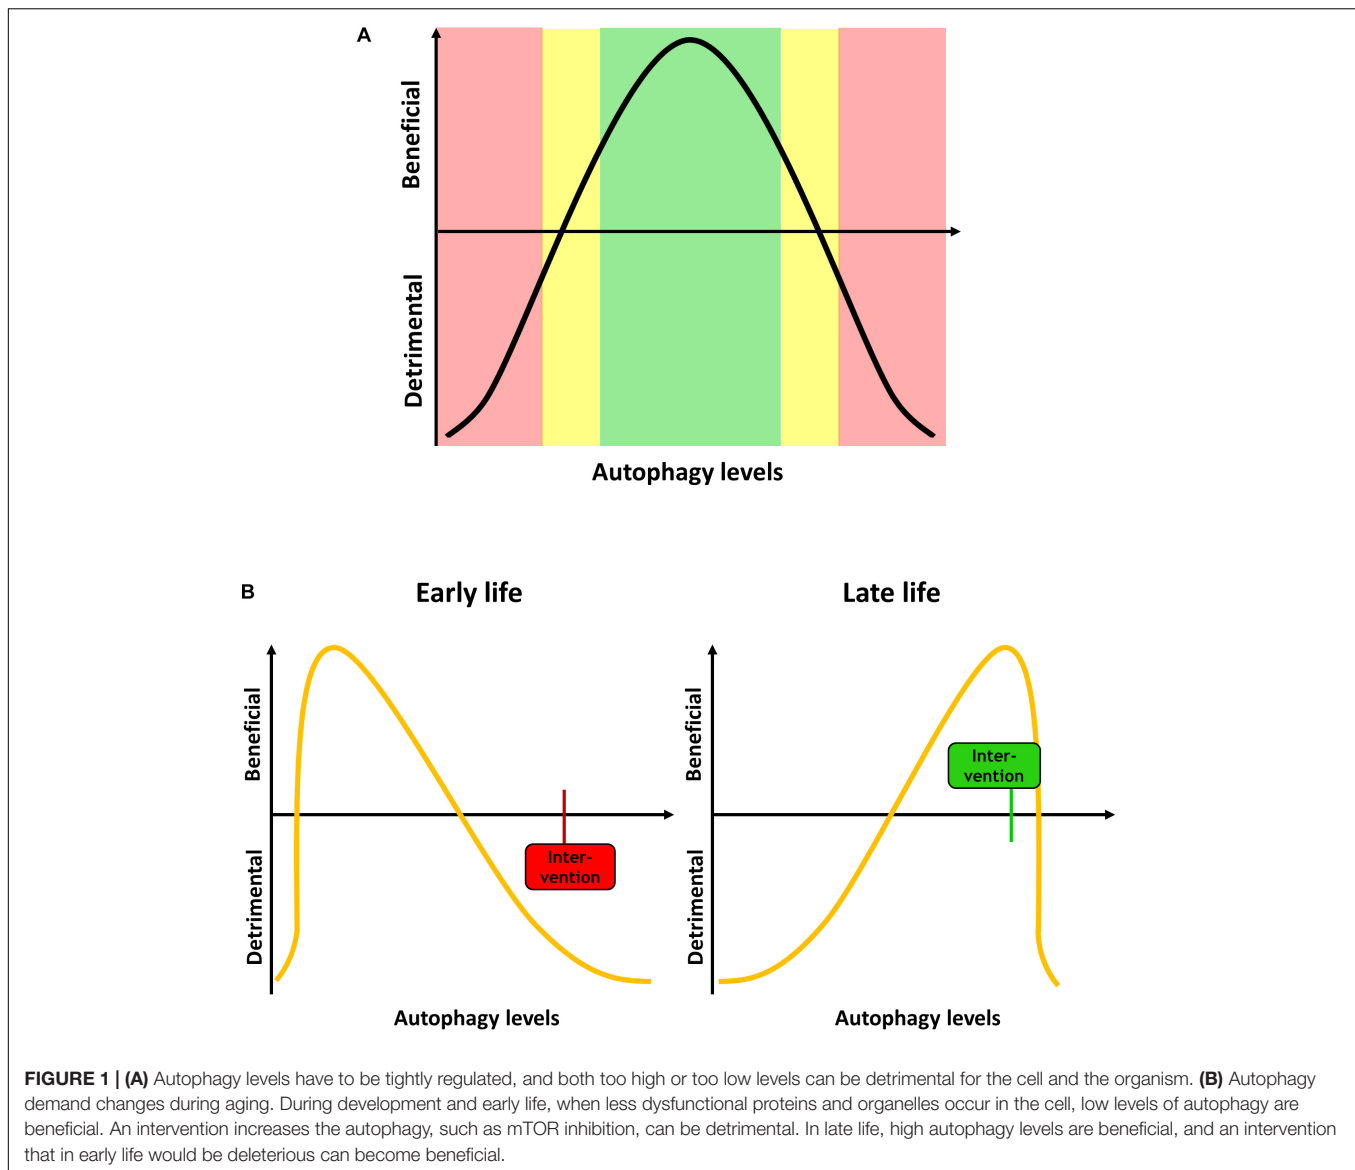 A
Beneficial
Detrimental
Autophagy levels
B
Early life
Late life
Beneficial
Detrimental
Inter-
vention
Autophagy levels
Beneficial
Detrimental
Inter-
vention
Autophagy levels
FIGURE 1 | (A) Autophagy levels have to be tightly regulated, and both too high or too low levels can be detrimental for the cell and the organism. (B) Autophagy
demand changes during aging. During development and early life, when less dysfunctional proteins and organelles occur in the cell, low levels of autophagy are
beneficial. An intervention increases the autophagy, such as mTOR inhibition, can be detrimental. In late life, high autophagy levels are beneficial, and an intervention
that in early life would be deleterious can become beneficial.